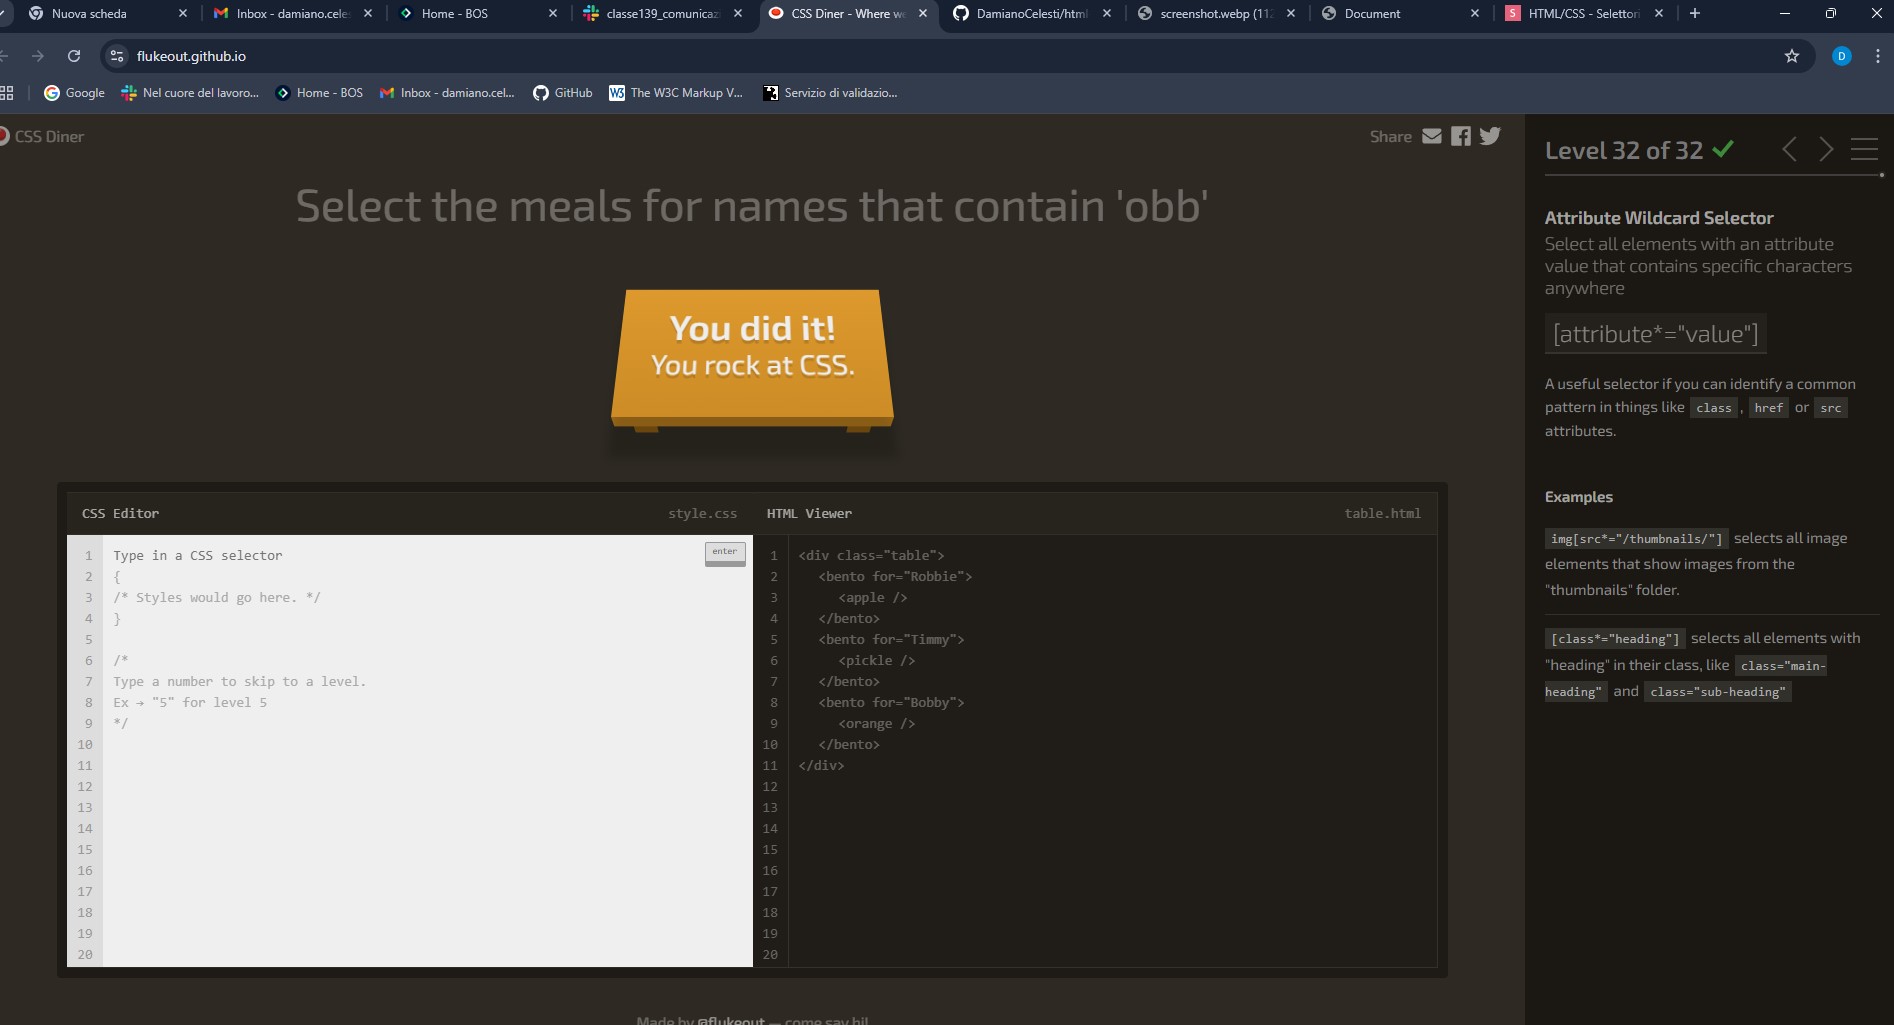 Nuova scheda
Inbox - damiano.celes
Home - BOS
classe139_comunicaz
CSS Diner - Where we
DamianoCelesti/html
screenshot.webp (112
Document
HTML/CSS - Selettori
flukeout.github.io
D
Google
Nel cuore del lavoro...
Home - BOS
Inbox - damiano.cel...
GitHub
The W3C Markup V...
Servizio di validazio...
CSS Diner
Share
Select the meals for names that contain 'obb'
You did it!
You rock at CSS.
CSS Editor
style.css
1 Type in a CSS selector
enter
2 {
3 /* Styles would go here. */
4 }
5
6 /*
7 Type a number to skip to a level.
8 Ex → "5" for level 5
9 */
10
11
12
13
14
15
16
17
18
19
20
HTML Viewer
table.html
1 <div class="table">
2 <bento for="Robbie">
3 <apple />
4 </bento>
5 <bento for="Timmy">
6 <pickle />
7 </bento>
8 <bento for="Bobby">
9 <orange />
10 </bento>
11 </div>
12
13
14
15
16
17
18
19
20
Made by @flukeout — come say hi!
Level 32 of 32
Attribute Wildcard Selector
Select all elements with an attribute
value that contains specific characters
anywhere
[attribute*="value"]
A useful selector if you can identify a common
pattern in things like class, href or src
attributes.
Examples
img[src*="/thumbnails/"] selects all image
elements that show images from the
"thumbnails" folder.
[class*="heading"] selects all elements with
"heading" in their class, like class="main-
heading" and class="sub-heading"